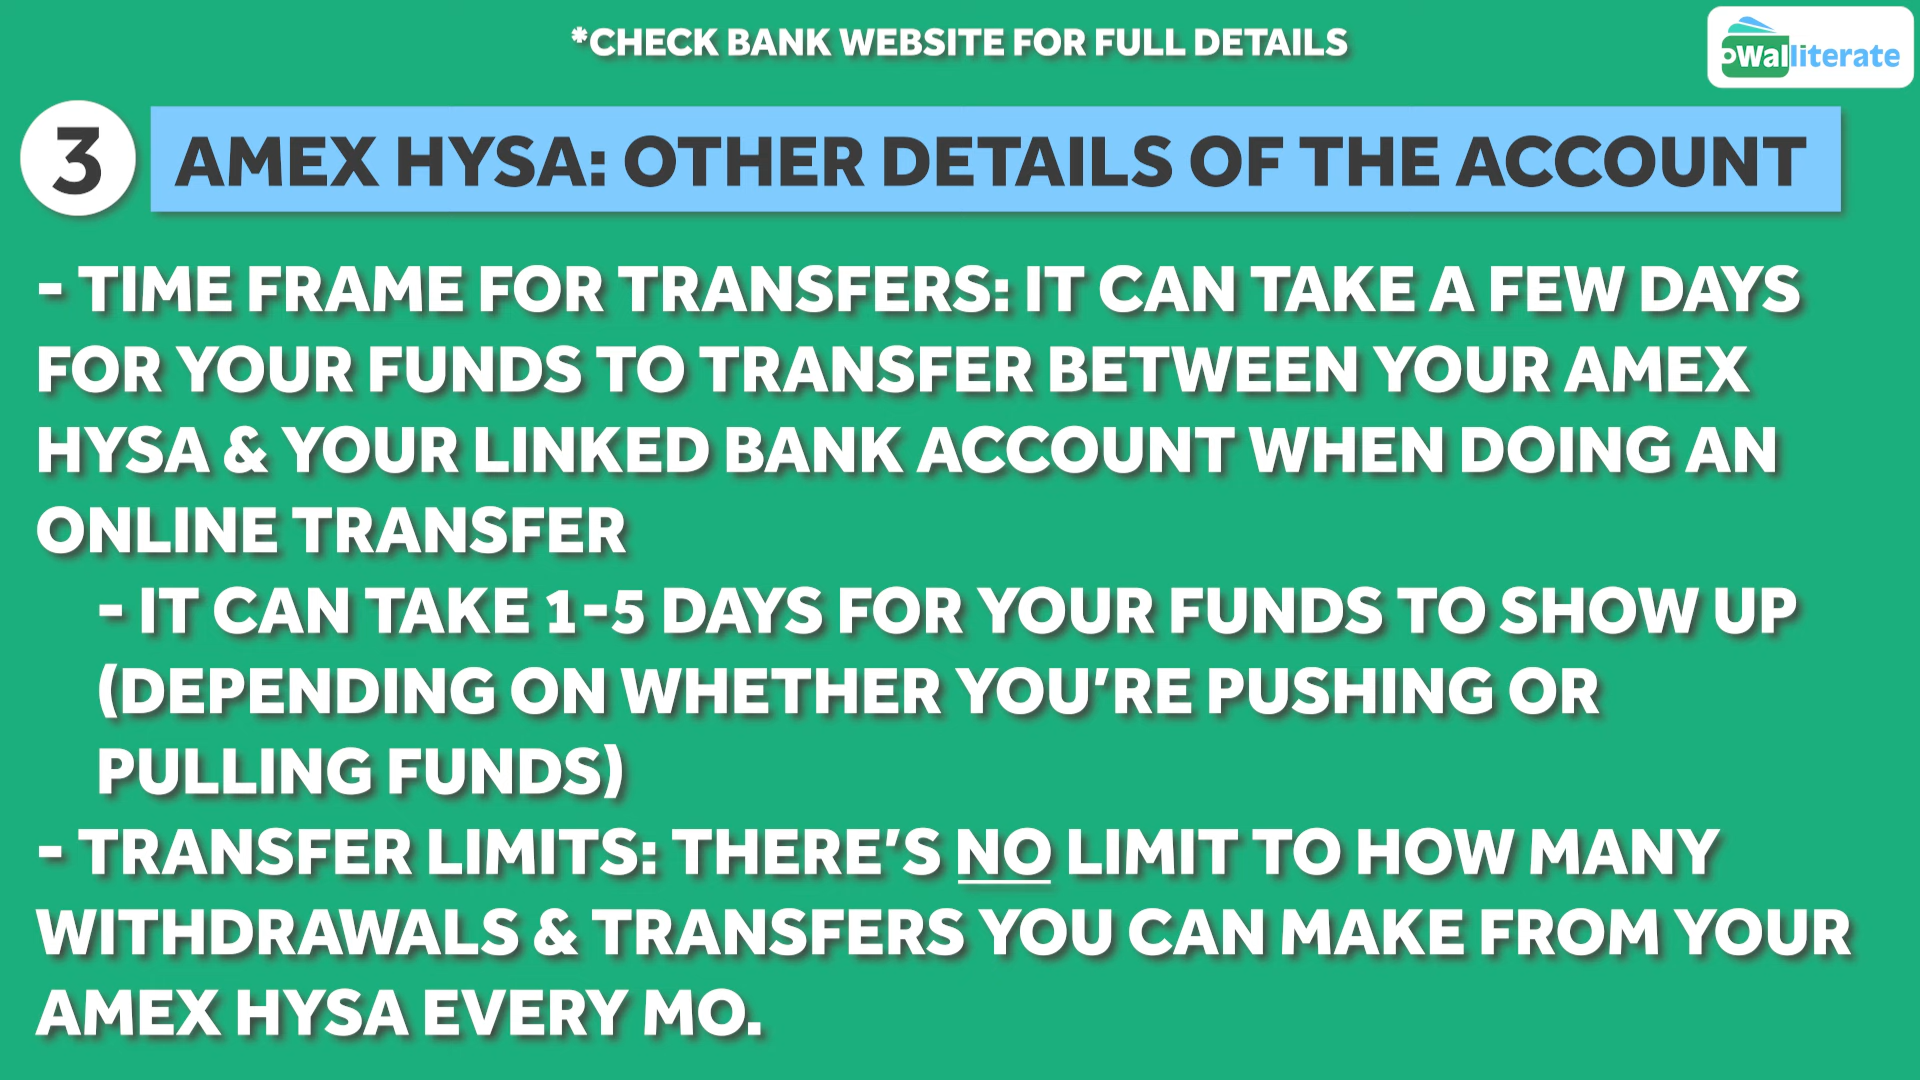 *CHECK BANK WEBSITE FOR FULL DETAILS
oWalliterate
3
AMEX HYSA: OTHER DETAILS OF THE ACCOUNT
- TIME FRAME FOR TRANSFERS: IT CAN TAKE A FEW DAYS
FOR YOUR FUNDS TO TRANSFER BETWEEN YOUR AMEX
HYSA & YOUR LINKED BANK ACCOUNT WHEN DOING AN
ONLINE TRANSFER
- IT CAN TAKE 1-5 DAYS FOR YOUR FUNDS TO SHOW UP
(DEPENDING ON WHETHER YOU’RE PUSHING OR
PULLING FUNDS)
- TRANSFER LIMITS: THERE’S NO LIMIT TO HOW MANY
WITHDRAWALS & TRANSFERS YOU CAN MAKE FROM YOUR
AMEX HYSA EVERY MO.